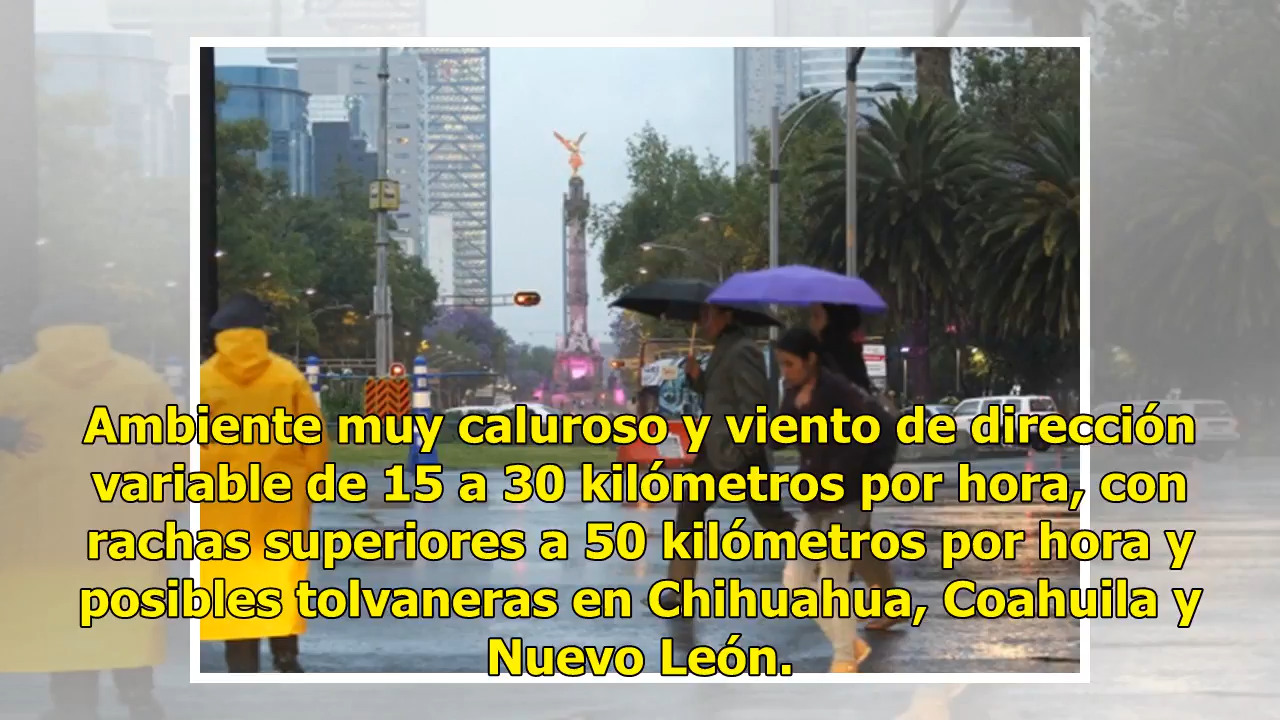 Ambiente muy caluroso y viento de dirección
variable de 15 a 30 kilómetros por hora, con
rachas superiores a 50 kilómetros por hora y
posibles tolvaneras en Chihuahua, Coahuila y
Nuevo León.